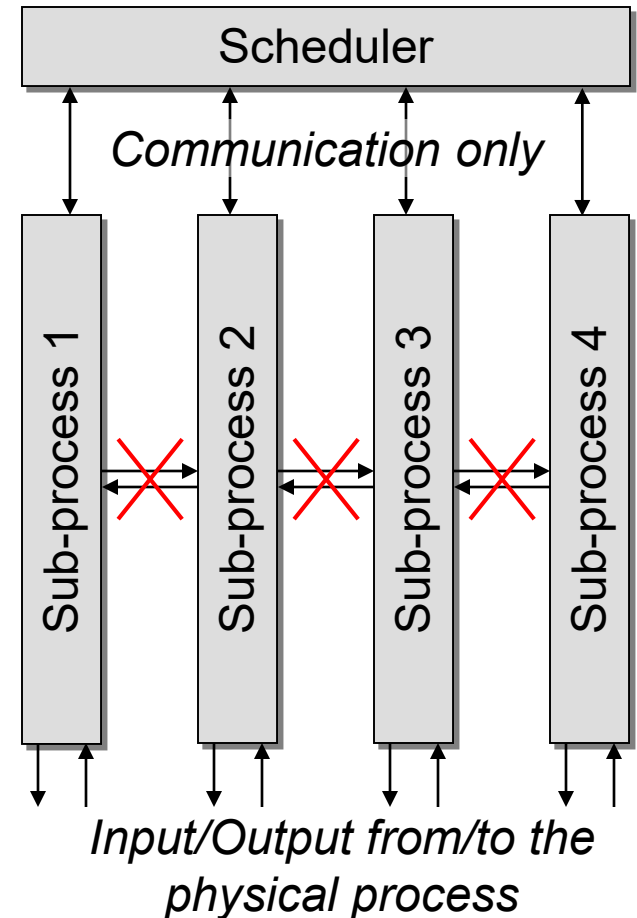 Scheduler
Communication only
Sub-process 1
Sub-process 2
Sub-process 3
Sub-process 4
Input/Output from/to the
physical process